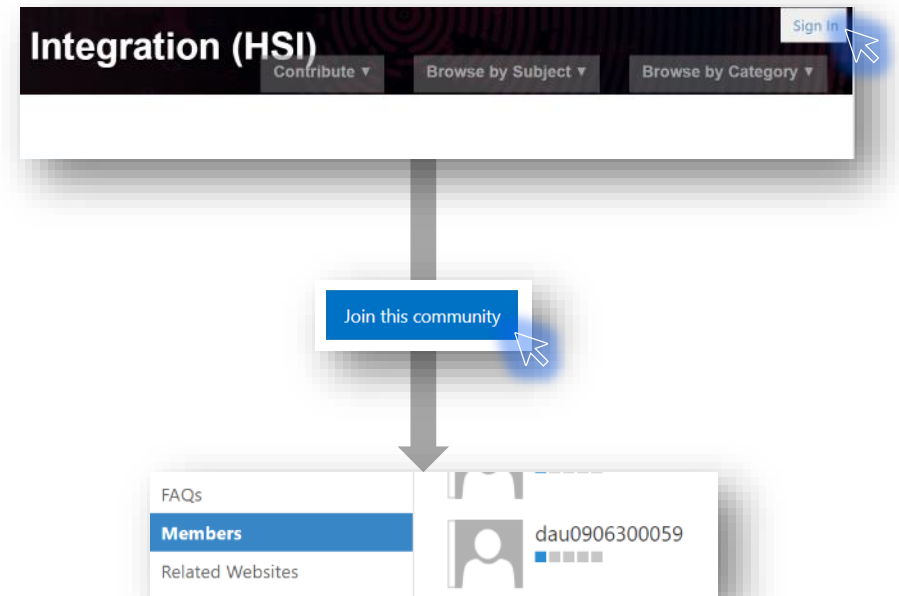 Sign In
Integration (HSI)
Contribute ▼ Browse by Subject ▼ Browse by Category ▼
Join this community
FAQs
Members
dau0906300059
Related Websites